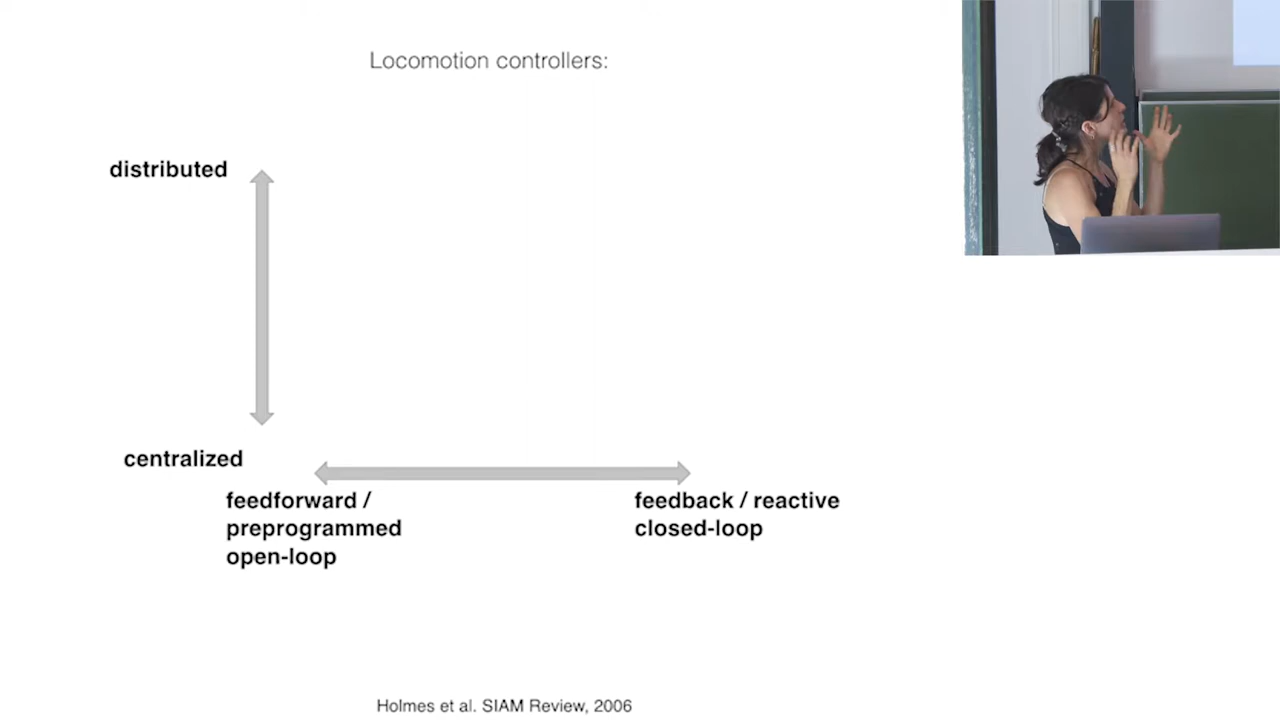 Locomotion controllers:
distributed
centralized
feedforward /
preprogrammed
open-loop
feedback / reactive
closed-loop
Holmes et al. SIAM Review, 2006